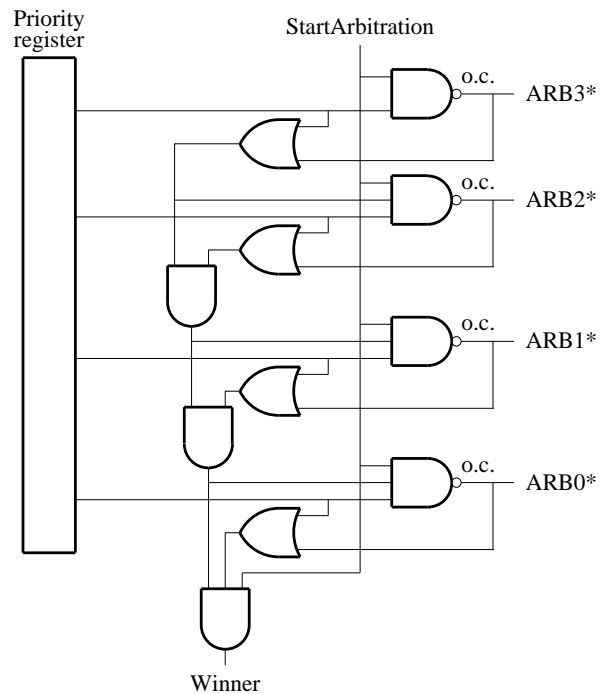 Priority
register
StartArbitration
o.c.
ARB3*
o.c.
ARB2*
o.c.
ARB1*
o.c.
ARB0*
Winner